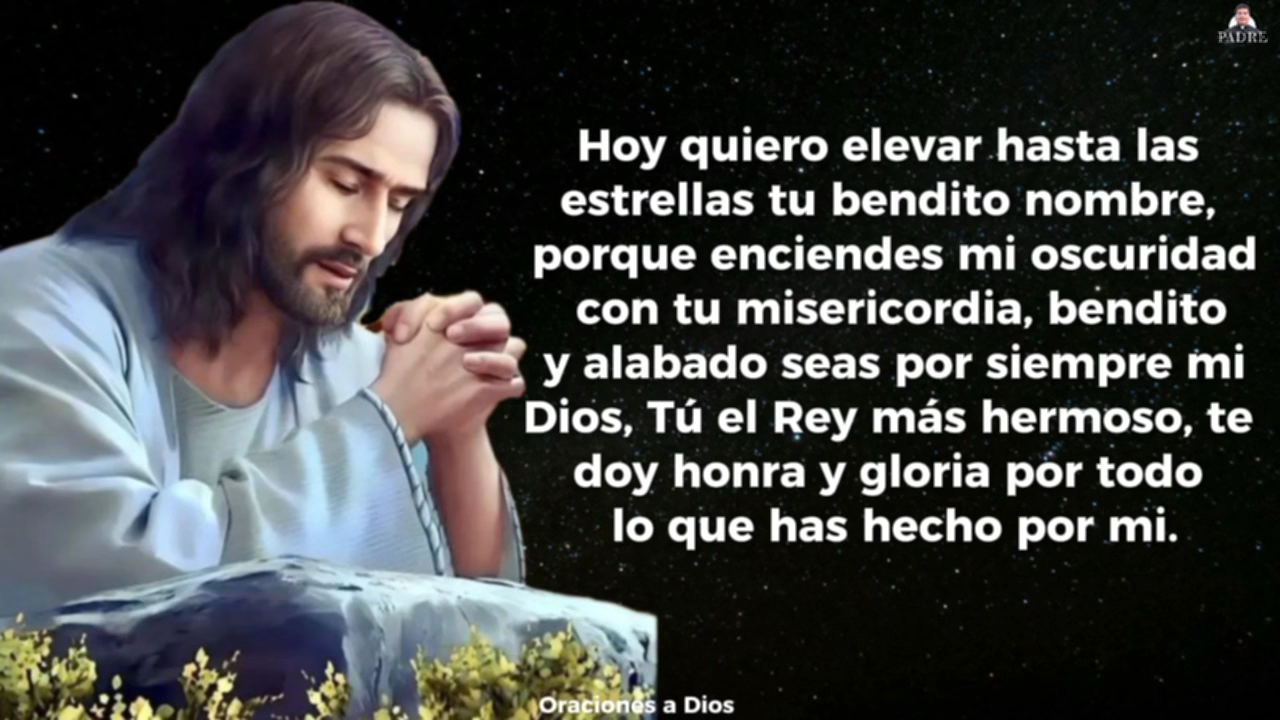 PADRE
Hoy quiero elevar hasta las
estrellas tu bendito nombre,
porque enciendes mi oscuridad
con tu misericordia, bendito
y alabado seas por siempre mi
Dios, Tú el Rey más hermoso, te
doy honra y gloria por todo
lo que has hecho por mi.
Oraciones a Dios